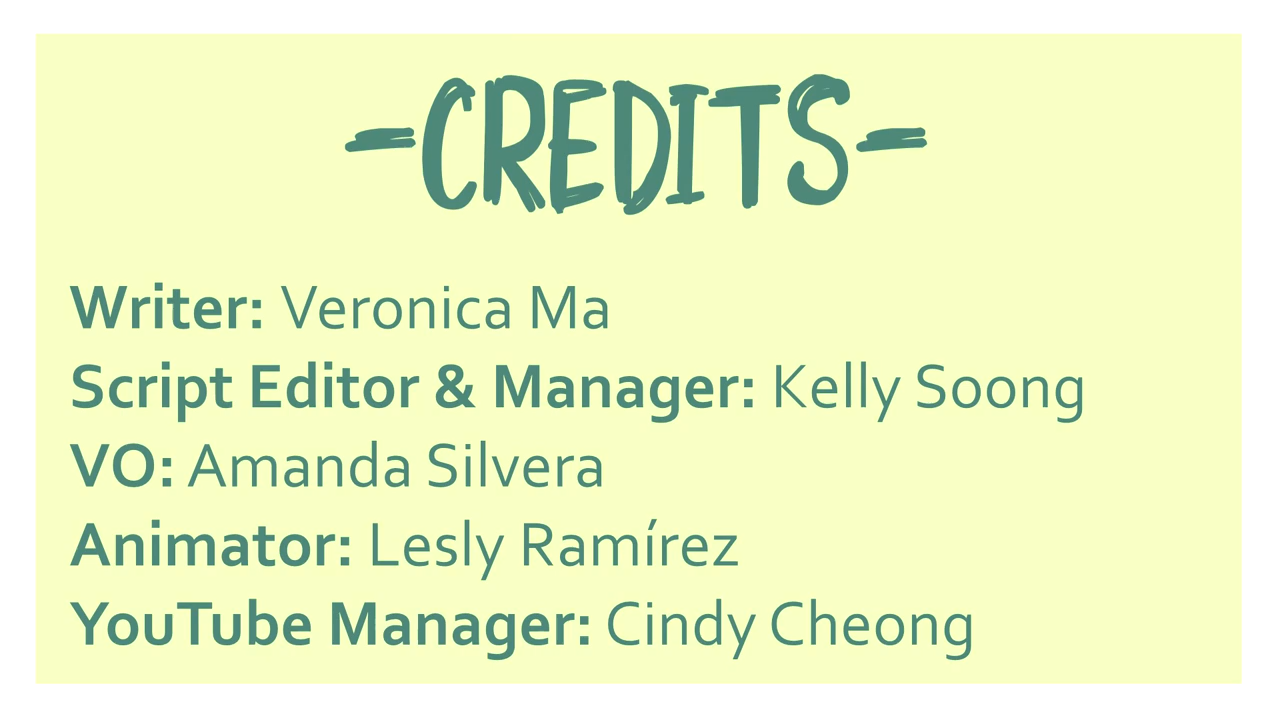 -CREDITS-
Writer: Veronica Ma
Script Editor & Manager: Kelly Soong
VO: Amanda Silvera
Animator: Lesly Ramírez
YouTube Manager: Cindy Cheong